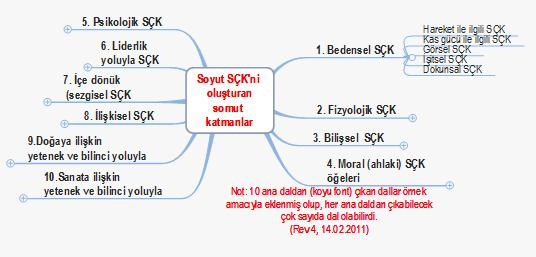 Soyut SÇK'ni
oluşturan
somut
katmanlar
1. Bedensel SÇK
Hareket ile ilgili SÇK
Kas gücü ile ilgili SÇK
Görsel SÇK
İşitsel SÇK
Dokunsal SÇK
2. Fizyolojik SÇK
3. Bilişsel SÇK
4. Moral (ahlaki) SÇK
öğeleri
5. Psikolojik SÇK
6. Liderlik
yoluyla SÇK
7. İçe dönük
(sezgisel SÇK
8. İlişkisel SÇK
9.Doğaya ilişkin
yetenek ve bilinci yoluyla
10.Sanata ilişkin
yetenek ve bilinci yoluyla
Not: 10 ana daldan (koyu font) çıkan dallar örnek
amacıyla eklenmiş olup, her ana daldan çıkabilecek
çok sayıda dal olabilirdi.
(Rev4, 14.02.2011)